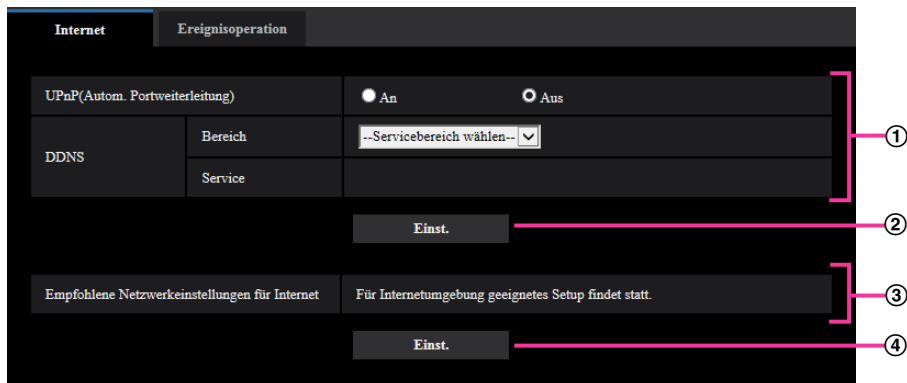 Internet Ereignisoperation
UPnP(Autom. Portweiterleitung) An Aus
DDNS Bereich --Servicebereich wählen--
Service
①
Einst. ②
Empfohlene Netzwerkeinstellungen für Internet Für Internetumgebung geeignetes Setup findet statt. ③
Einst. ④